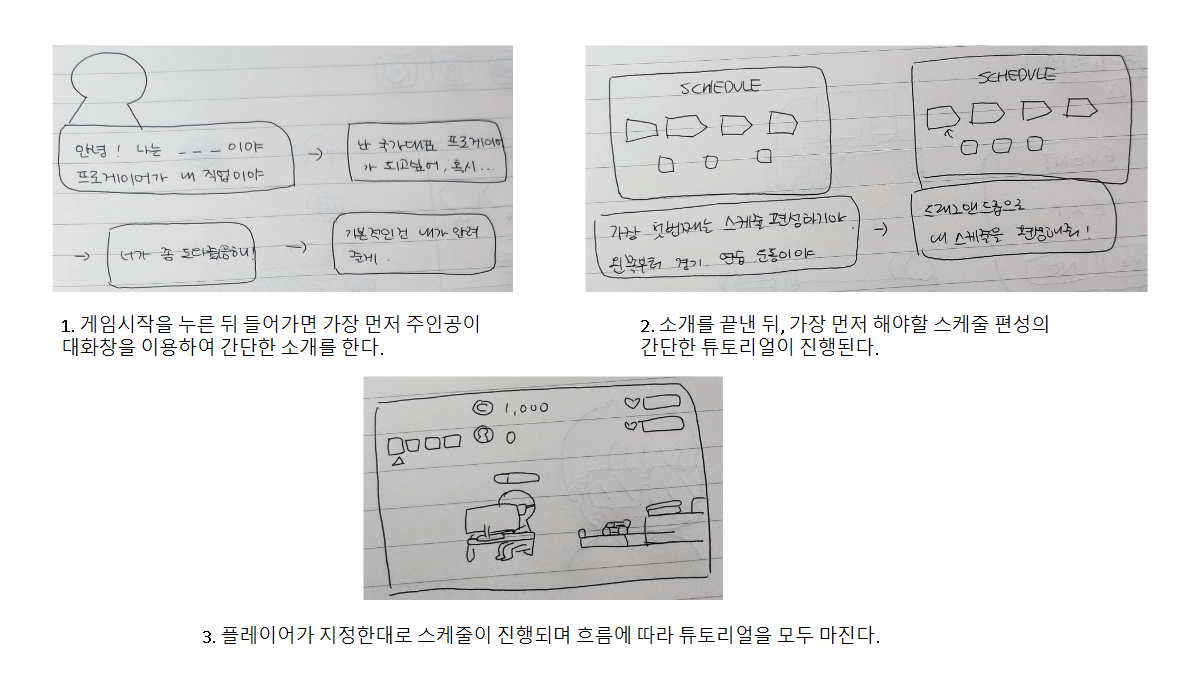 안녕! 나는 _ _ _ 이야
프로게이머가 내 직업이야
난 국가대표 프로게이머
가 되고싶어, 혹시...
너가 좀 도와줄
기본적인건 내가 알려
줄게.
1. 게임시작을 누른 뒤 들어가면 가장 먼저 주인공이
대화창을 이용하여 간단한 소개를 한다.
SCHEDULE
SCHEDULE
가장 첫번째는 스케줄 편성하기야
왼쪽부터 경기 연습 운동이야
드래그앤드롭으로
내 스케줄을 편성해줘!
2. 소개를 끝낸 뒤, 가장 먼저 해야할 스케줄 편성의
간단한 튜토리얼이 진행된다.
C 1,000
0
3. 플레이어가 지정한대로 스케줄이 진행되며 흐름에 따라 튜토리얼을 모두 마친다.